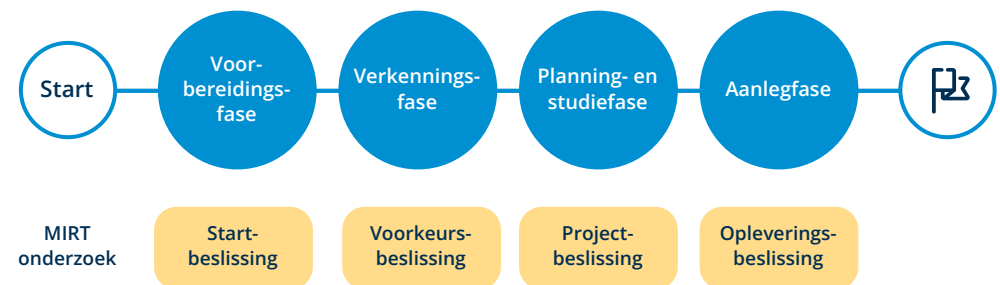 Start
Voor-
bereidings-
fase
Verkennings-
fase
Planning- en
studiefase
Aanlegfase
MIRT
onderzoek
Start-
beslissing
Voorkeurs-
beslissing
Project-
beslissing
Opleverings-
beslissing